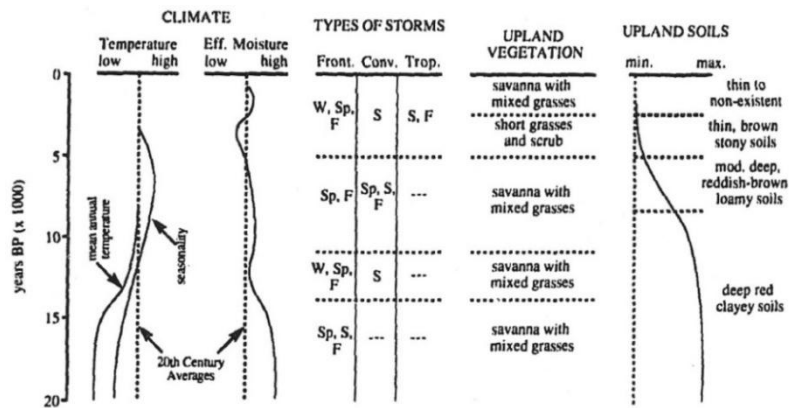 CLIMATE
TYPES OF STORMS
UPLAND
VEGETATION
UPLAND SOILS
Temperature
low high
Eff. Moisture
low high
Front. Conv. Trop.
min. max.
0
5
10
15
20
years BP (x 1000)
mean annual
temperature
seasonality
20th Century
Averages
W, Sp,
F
S
S, F
Sp, F
Sp, S,
F
---
W, Sp,
F
S
---
Sp, S,
F
---
---
savanna with
mixed grasses
short grasses
and scrub
savanna with
mixed grasses
savanna with
mixed grasses
savanna with
mixed grasses
thin to
non-existent
thin, brown
stony soils
mod. deep,
reddish-brown
loamy soils
deep red
clayey soils